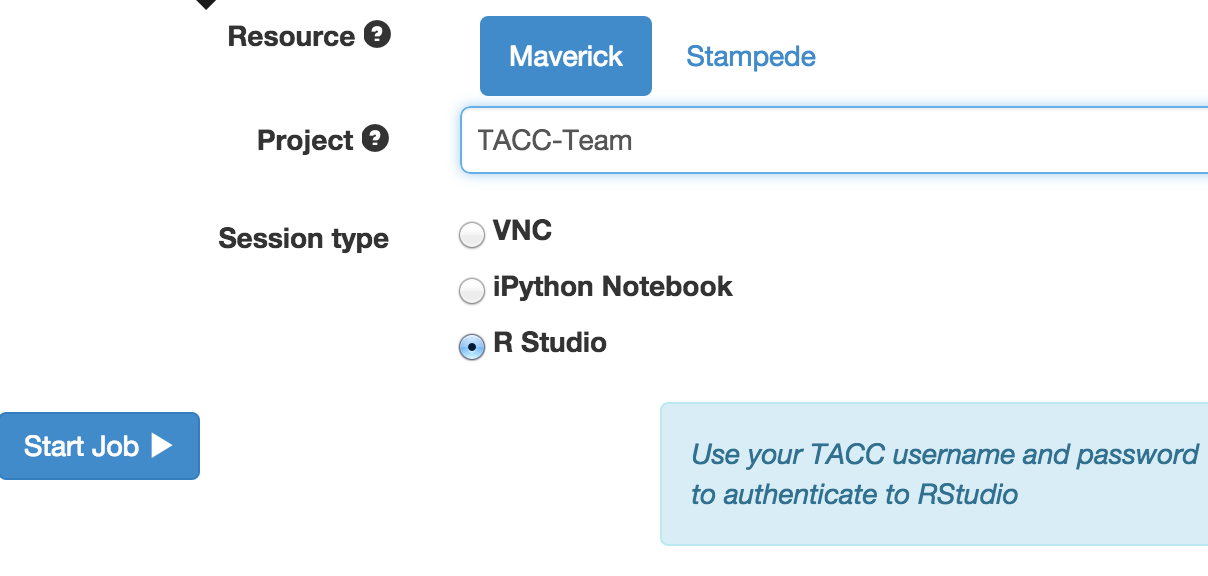 Resource ?
Maverick Stampede
Project ?
TACC-Team
Session type
VNC
iPython Notebook
R Studio
Start Job
Use your TACC username and password
to authenticate to RStudio